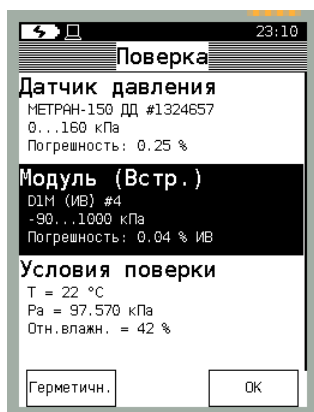 23:10
Поверка
Датчик давления
МЕТРАН-150 ДД #1324657
0...160 кПа
Погрешность: 0.25 %
Модуль (Встр.)
D1M (ИВ) #4
-90...1000 кПа
Погрешность: 0.04 % ИВ
Условия поверки
T = 22 °C
Pa = 97.570 кПа
Отн.влажн. = 42 %
Герметичн. OK